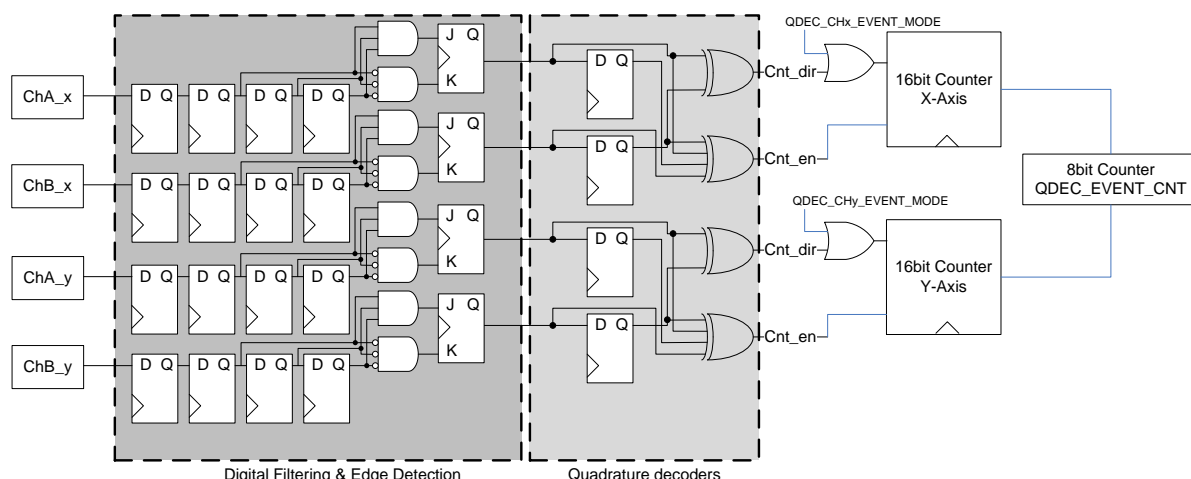 QDEC_CHx_EVENT_MODE
J Q
K
D Q
Cnt_dir
16bit Counter
X-Axis
ChA_x
D Q D Q D Q D Q
J Q
K
D Q
Cnt_en
8bit Counter
QDEC_EVENT_CNT
ChB_x
D Q D Q D Q D Q
QDEC_CHy_EVENT_MODE
J Q
K
D Q
Cnt_dir
16bit Counter
Y-Axis
ChA_y
D Q D Q D Q D Q
J Q
K
D Q
Cnt_en
ChB_y
D Q D Q D Q D Q
Digital Filtering & Edge Detection
Quadrature decoders